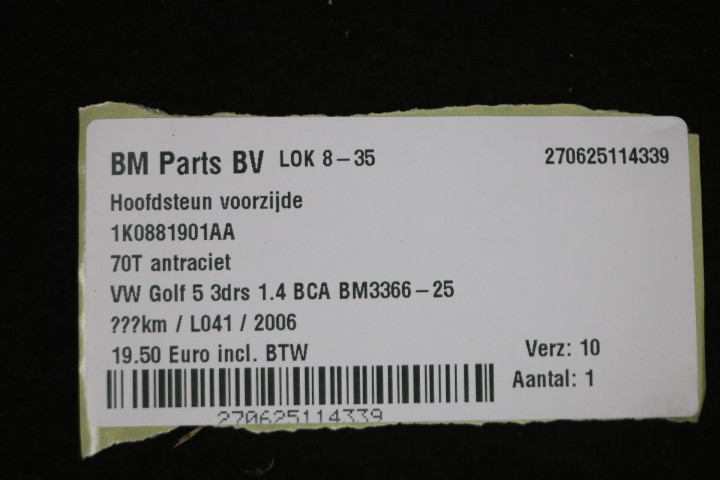 BM Parts BV LOK 8-35 270625114339
Hoofdsteun voorzijde
1K0881901AA
70T antraciet
VW Golf 5 3drs 1.4 BCA BM3366-25
???km / L041 / 2006
19.50 Euro incl. BTW Verz: 10
Aantal: 1
270625114339